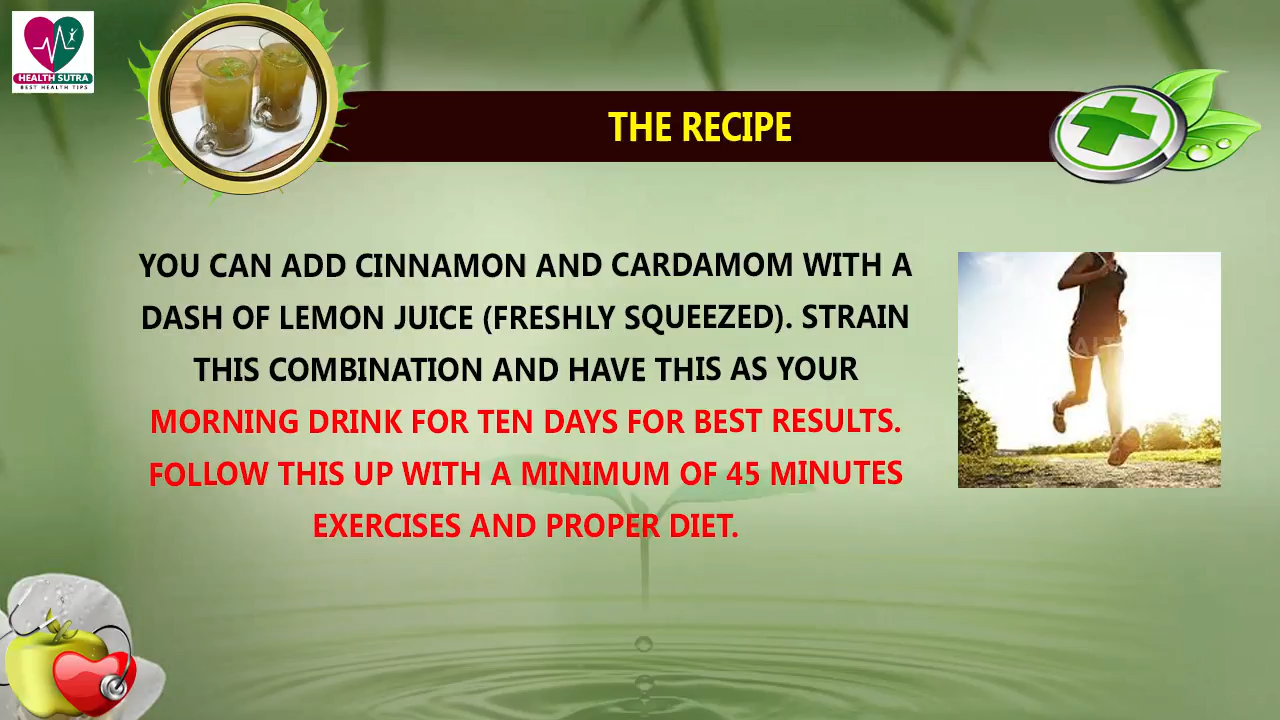 HEALTH SUTRA
BEST HEALTH TIPS
THE RECIPE
YOU CAN ADD CINNAMON AND CARDAMOM WITH A
DASH OF LEMON JUICE (FRESHLY SQUEEZED). STRAIN
THIS COMBINATION AND HAVE THIS AS YOUR
MORNING DRINK FOR TEN DAYS FOR BEST RESULTS.
FOLLOW THIS UP WITH A MINIMUM OF 45 MINUTES
EXERCISES AND PROPER DIET.